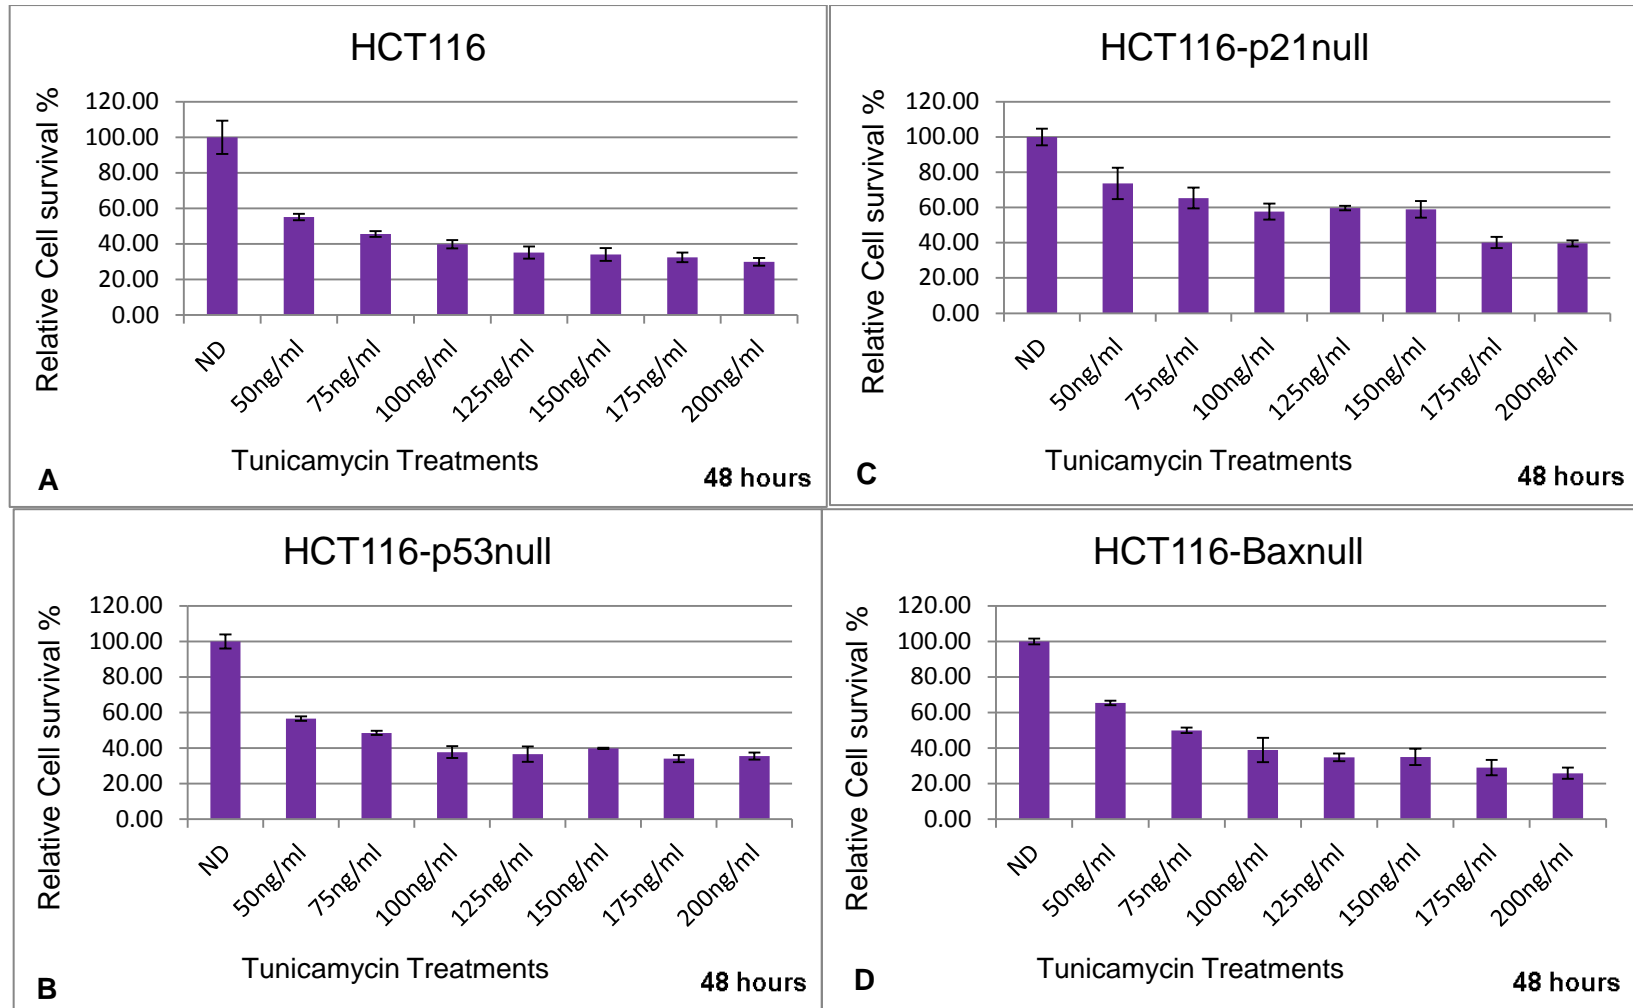 HCT116
Relative Cell survival %
120.00
100.00
80.00
60.00
40.00
20.00
0.00
ND
50ng/ml
75ng/ml
100ng/ml
125ng/ml
150ng/ml
175ng/ml
200ng/ml
Tunicamycin Treatments
A
48 hours
HCT116-p21null
Relative Cell survival %
120.00
100.00
80.00
60.00
40.00
20.00
0.00
ND
50ng/ml
75ng/ml
100ng/ml
125ng/ml
150ng/ml
175ng/ml
200ng/ml
Tunicamycin Treatments
C
48 hours
HCT116-p53null
Relative Cell survival %
120.00
100.00
80.00
60.00
40.00
20.00
0.00
ND
50ng/ml
75ng/ml
100ng/ml
125ng/ml
150ng/ml
175ng/ml
200ng/ml
Tunicamycin Treatments
B
48 hours
HCT116-Baxnull
Relative Cell survival %
120.00
100.00
80.00
60.00
40.00
20.00
0.00
ND
50ng/ml
75ng/ml
100ng/ml
125ng/ml
150ng/ml
175ng/ml
200ng/ml
Tunicamycin Treatments
D
48 hours